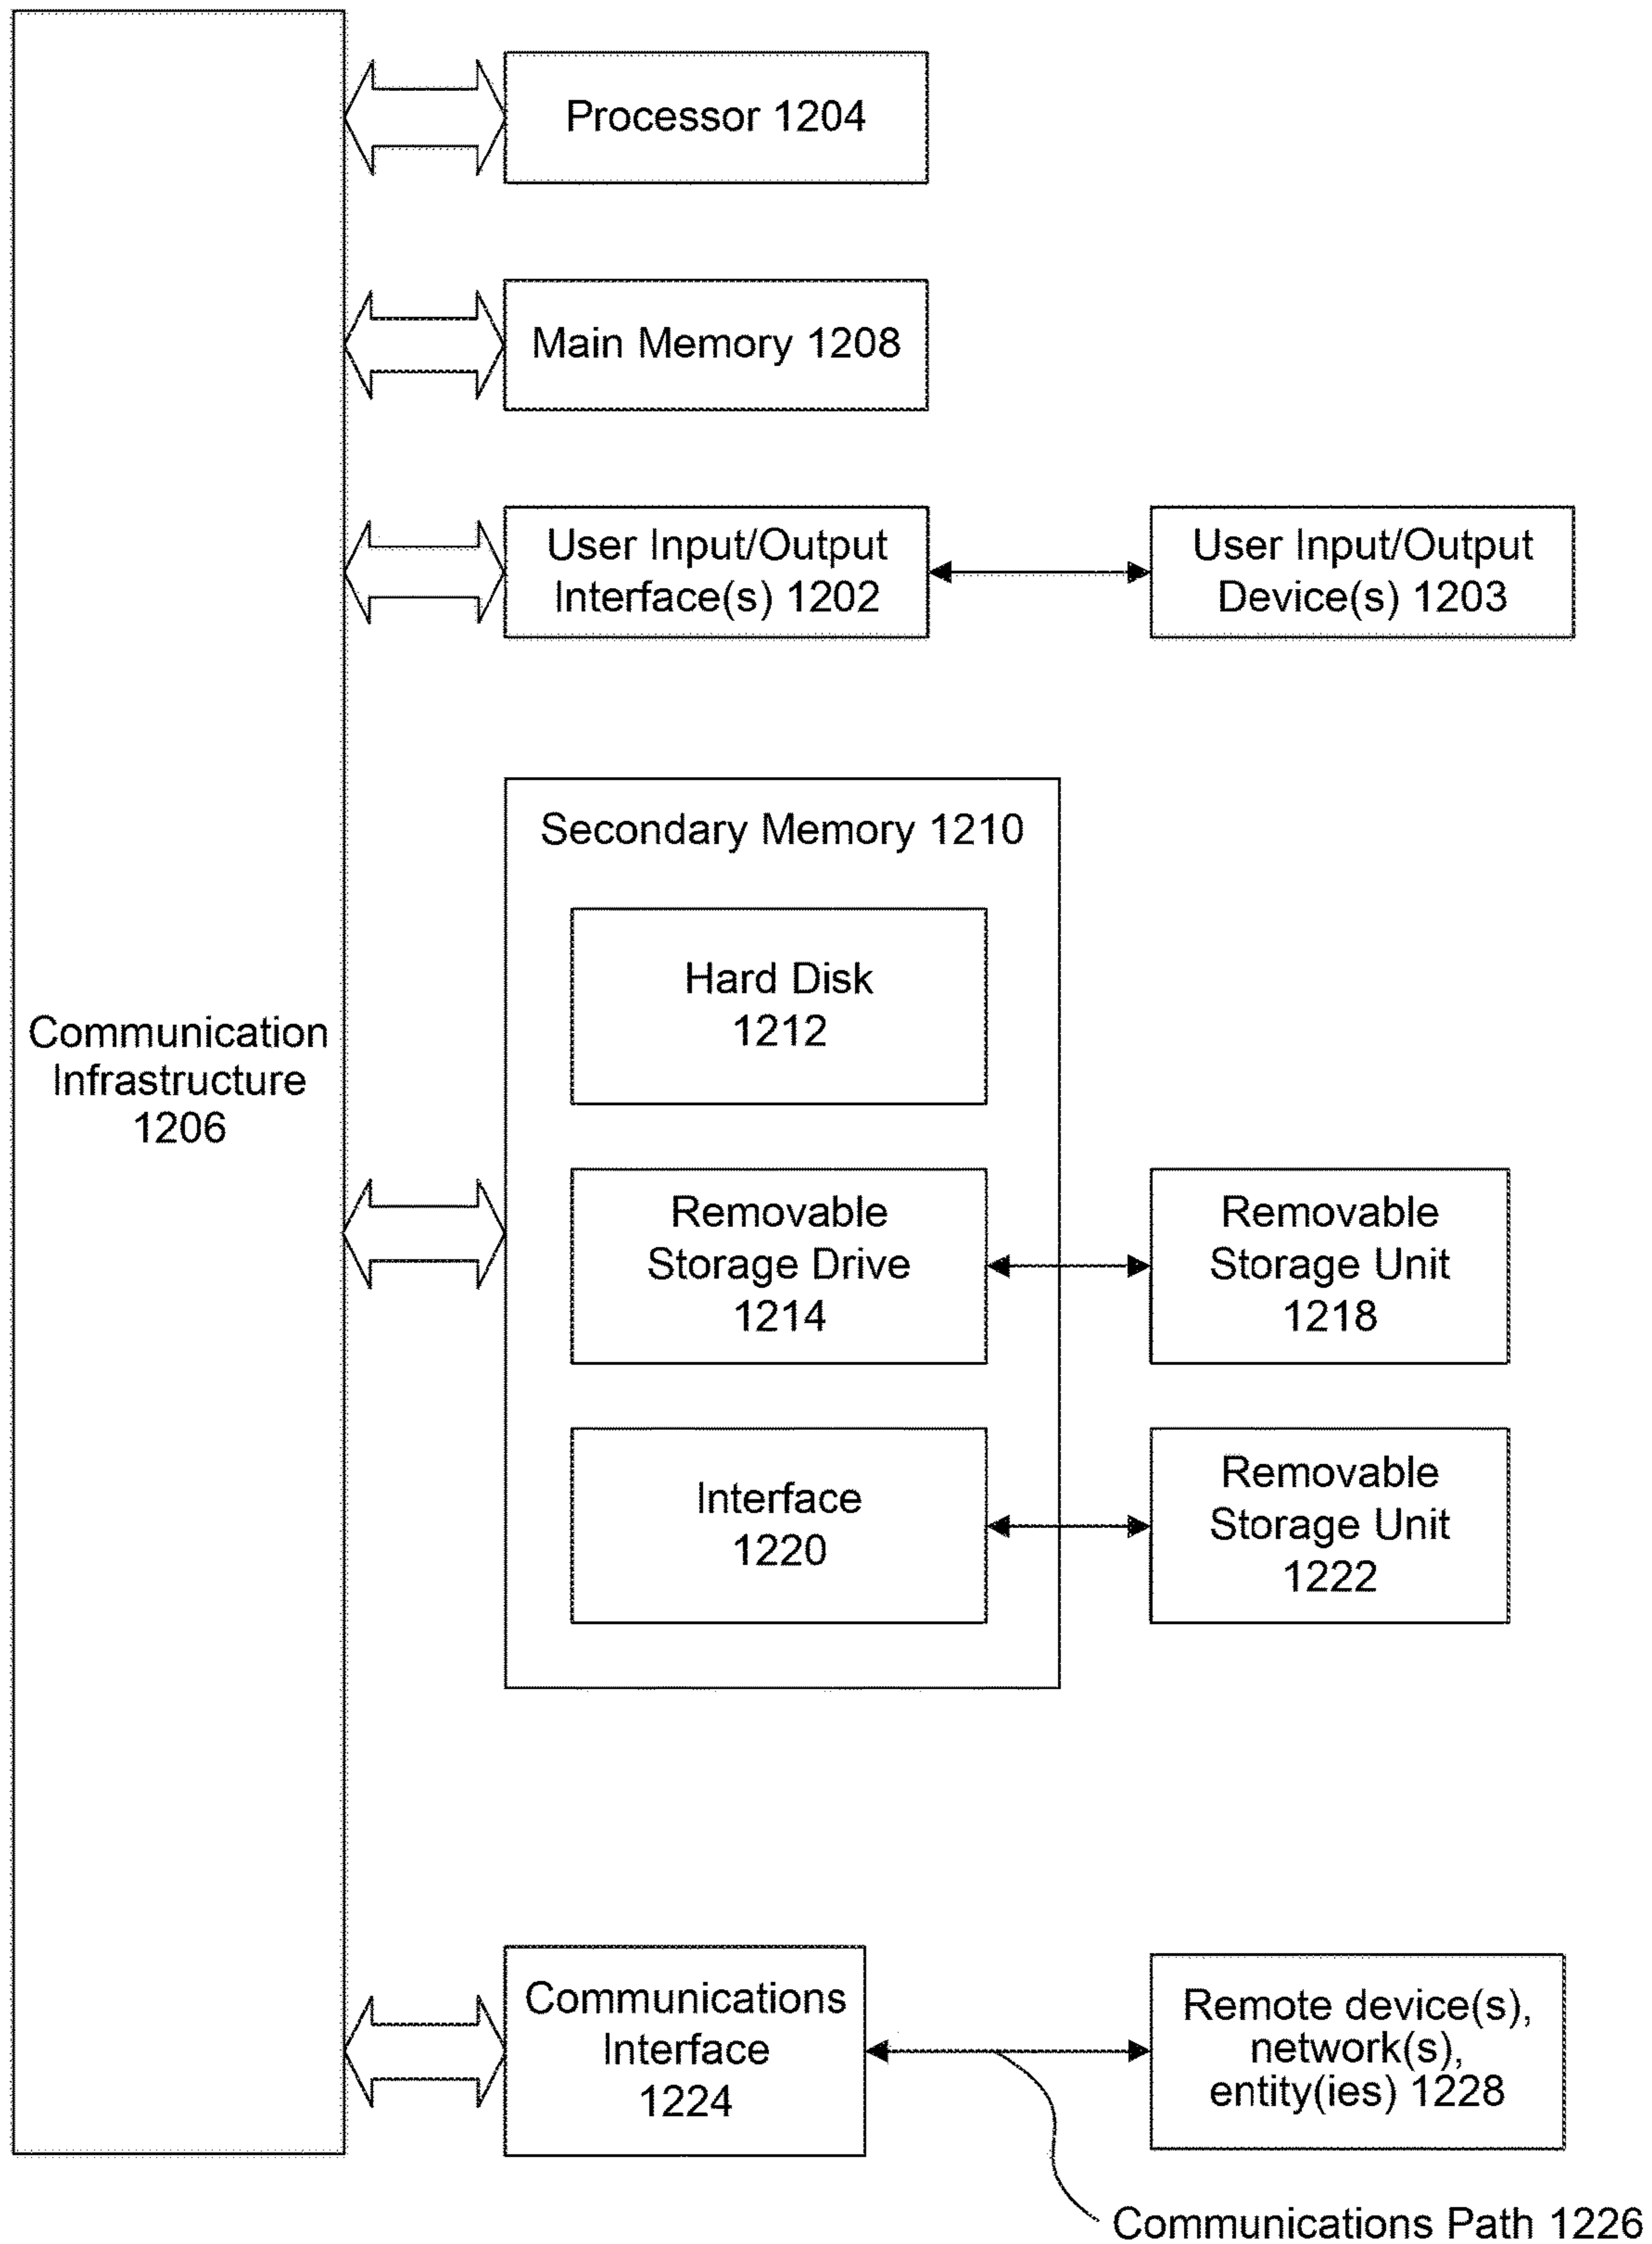 Processor 1204
Main Memory 1208
User Input/Output
Interface(s) 1202
User Input/Output
Device(s) 1203
Secondary Memory 1210
Hard Disk
1212
Communication
Infrastructure
1206
Removable
Storage Drive
1214
Removable
Storage Unit
1218
Interface
1220
Removable
Storage Unit
1222
Communications
Interface
1224
Remote device(s),
network(s),
entity(ies) 1228
Communications Path 1226